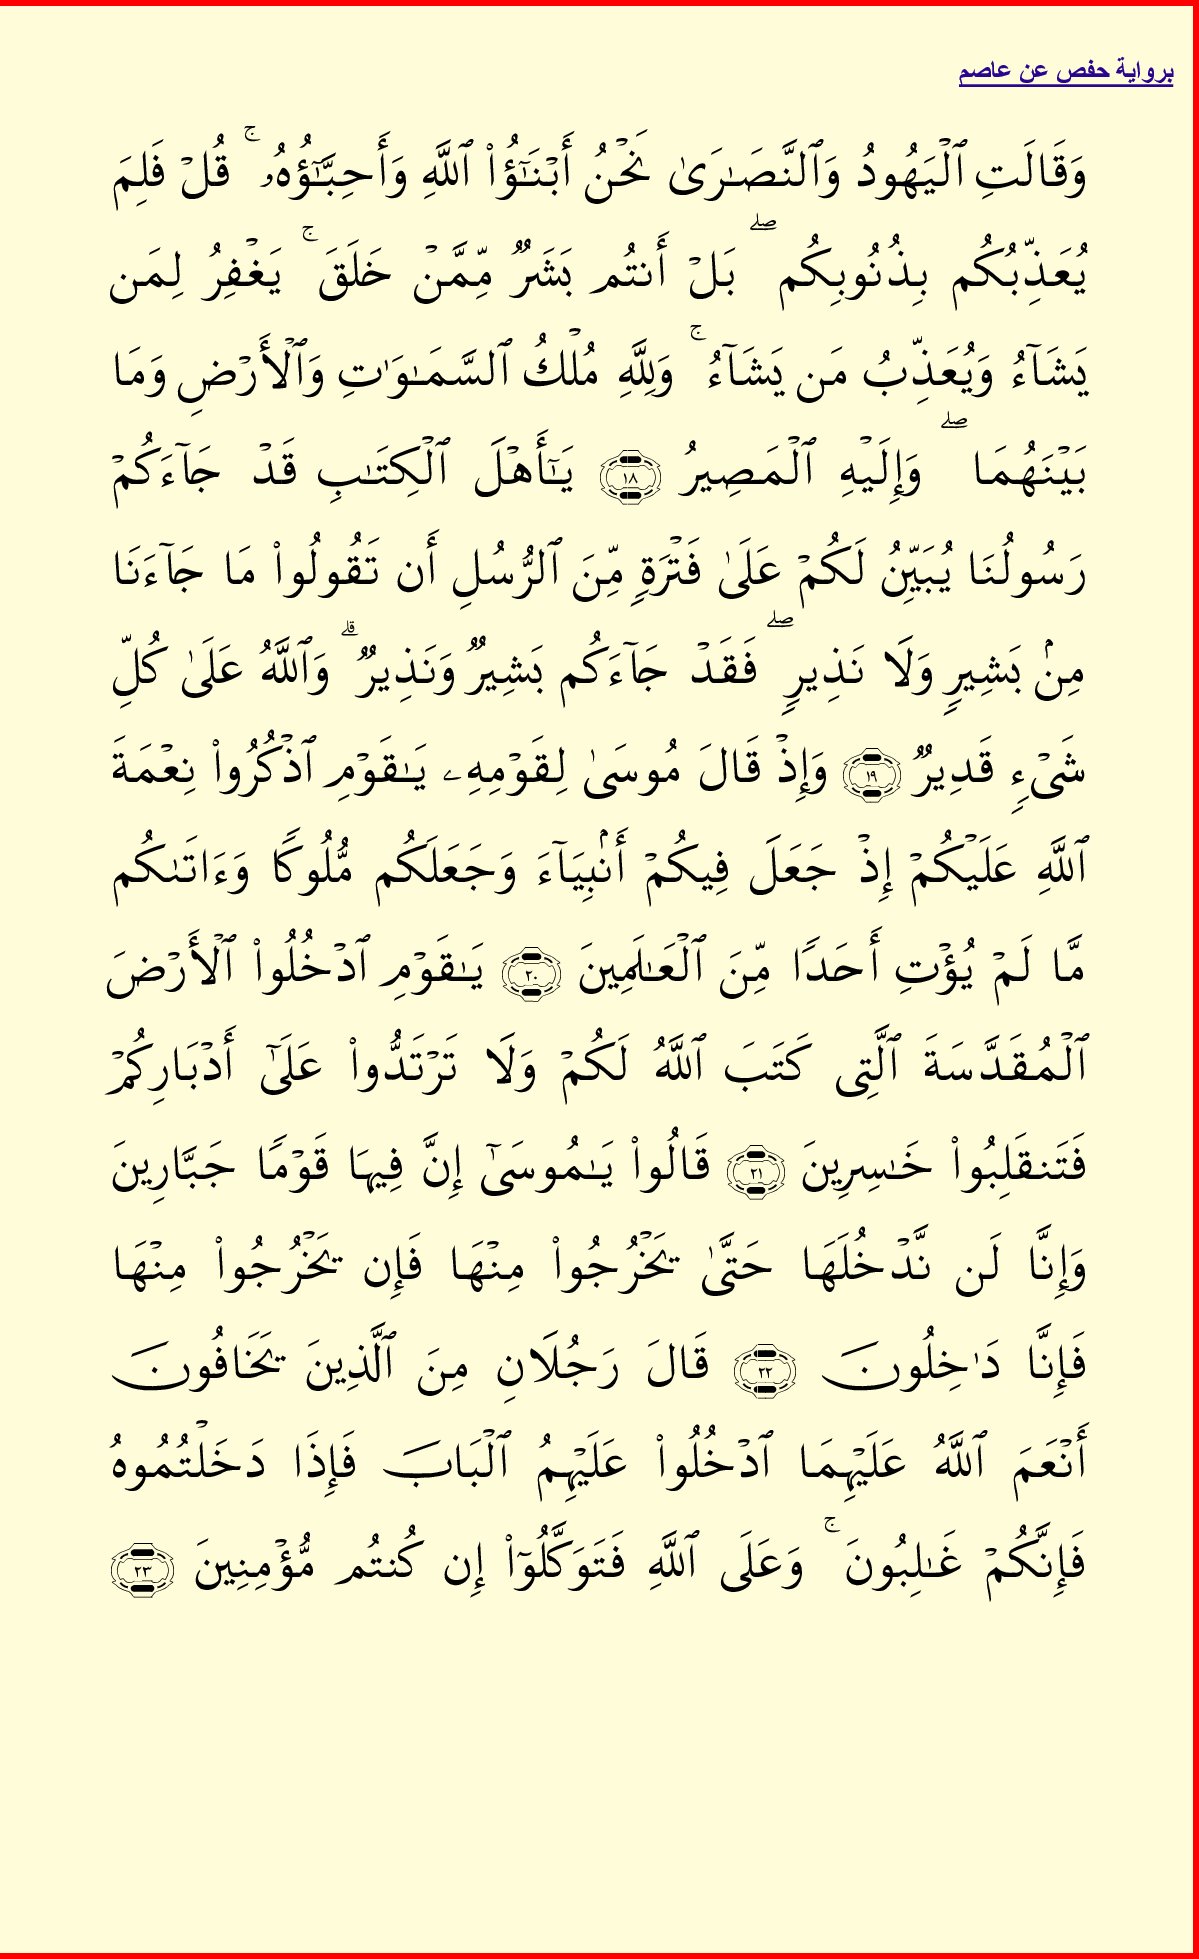 برواية حفص عن عاصم
وَقَالَتِ ٱلۡيَهُودُ وَٱلنَّصَـٰرَىٰ نَحۡنُ أَبۡنَـٰٓؤُاْ ٱللَّهِ وَأَحِبَّـٰٓؤُهُۥ‌ۚ قُلۡ فَلِمَ
يُعَذِّبُكُم بِذُنُوبِكُم‌ۖ بَلۡ أَنتُم بَشَرٌ۬ مِّمَّنۡ خَلَقَ‌ۚ يَغۡفِرُ لِمَن
يَشَآءُ وَيُعَذِّبُ مَن يَشَآءُ‌ۚ وَلِلَّهِ مُلۡكُ ٱلسَّمَـٰوَٲتِ وَٱلۡأَرۡضِ وَمَا
بَيۡنَهُمَا‌ۖ وَإِلَيۡهِ ٱلۡمَصِيرُ (١٨) يَـٰٓأَهۡلَ ٱلۡكِتَـٰبِ قَدۡ جَآءَكُمۡ
رَسُولُنَا يُبَيِّنُ لَكُمۡ عَلَىٰ فَتۡرَةٍ۬ مِّنَ ٱلرُّسُلِ أَن تَقُولُواْ مَا جَآءَنَا
مِنۢ بَشِيرٍ۬ وَلَا نَذِيرٍ۬‌ۖ فَقَدۡ جَآءَكُم بَشِيرٌ۬ وَنَذِيرٌ۬‌ۗ وَٱللَّهُ عَلَىٰ كُلِّ
شَىۡءٍ۬ قَدِيرٌ۬ (١٩) وَإِذۡ قَالَ مُوسَىٰ لِقَوۡمِهِۦ يَـٰقَوۡمِ ٱذۡكُرُواْ نِعۡمَةَ
ٱللَّهِ عَلَيۡكُمۡ إِذۡ جَعَلَ فِيكُمۡ أَنۢبِيَآءَ وَجَعَلَكُم مُّلُوكً۬ا وَءَاتَٮٰكُم
مَّا لَمۡ يُؤۡتِ أَحَدً۬ا مِّنَ ٱلۡعَـٰلَمِينَ (٢٠) يَـٰقَوۡمِ ٱدۡخُلُواْ ٱلۡأَرۡضَ
ٱلۡمُقَدَّسَةَ ٱلَّتِى كَتَبَ ٱللَّهُ لَكُمۡ وَلَا تَرۡتَدُّواْ عَلَىٰٓ أَدۡبَارِكُمۡ
فَتَنقَلِبُواْ خَـٰسِرِينَ (٢١) قَالُواْ يَـٰمُوسَىٰٓ إِنَّ فِيهَا قَوۡمً۬ا جَبَّارِينَ
وَإِنَّا لَن نَّدۡخُلَهَا حَتَّىٰ يَخۡرُجُواْ مِنۡهَا فَإِن يَخۡرُجُواْ مِنۡهَا
فَإِنَّا دَٲخِلُونَ (٢٢) قَالَ رَجُلَانِ مِنَ ٱلَّذِينَ يَخَافُونَ
أَنۡعَمَ ٱللَّهُ عَلَيۡہِمَا ٱدۡخُلُواْ عَلَيۡہِمُ ٱلۡبَابَ فَإِذَا دَخَلۡتُمُوهُ
فَإِنَّكُمۡ غَـٰلِبُونَ‌ۚ وَعَلَى ٱللَّهِ فَتَوَكَّلُوٓاْ إِن كُنتُم مُّؤۡمِنِينَ (٢٣)